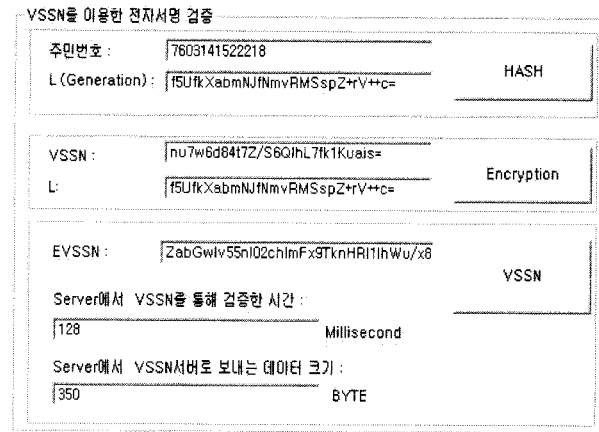 VSSN을 이용한 전자서명 검증
주민번호 : 7603141522218
L (Generation) : f5UfkXabmNJfNmvRMSspZ+rV++c=
HASH
VSSN : nu7w6d84t7Z/S6QihL7fk1Kuais=
L: f5UfkXabmNJfNmvRMSspZ+rV++c=
Encryption
EVSSN :
VSSN
Server에서 VSSN을 통해 검증한 시간 :
128 Millisecond
Server에서 VSSN서버로 보내는 데이터 크기 :
350 BYTE